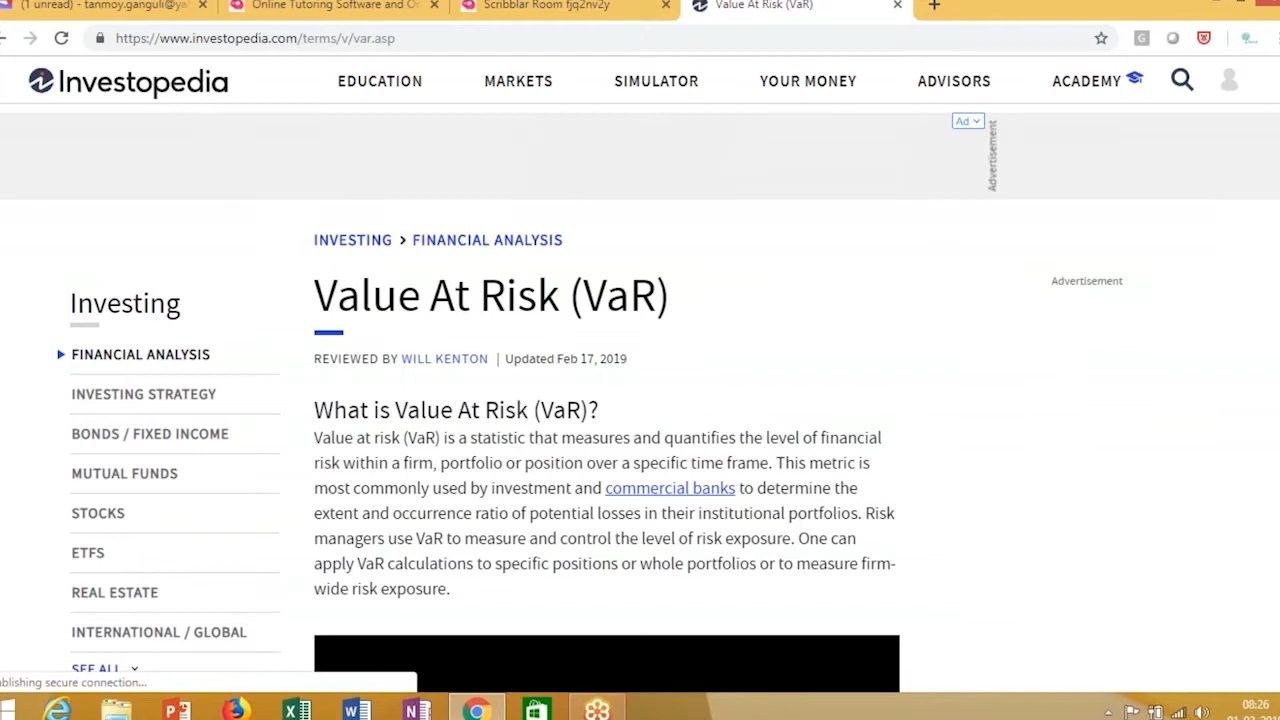 (1 unread) - tanmoy.ganguli@ya
Online Tutoring Software and O
Scribblar Room fjq2nv2y
Value At Risk (VaR)
https://www.investopedia.com/terms/v/var.asp
Investopedia
EDUCATION
MARKETS
SIMULATOR
YOUR MONEY
ADVISORS
ACADEMY
Ad
Advertisement
INVESTING > FINANCIAL ANALYSIS
Value At Risk (VaR)
REVIEWED BY WILL KENTON | Updated Feb 17, 2019
What is Value At Risk (VaR)?
Value at risk (VaR) is a statistic that measures and quantifies the level of financial
risk within a firm, portfolio or position over a specific time frame. This metric is
most commonly used by investment and commercial banks to determine the
extent and occurrence ratio of potential losses in their institutional portfolios. Risk
managers use VaR to measure and control the level of risk exposure. One can
apply VaR calculations to specific positions or whole portfolios or to measure firm-
wide risk exposure.
Investing
FINANCIAL ANALYSIS
INVESTING STRATEGY
BONDS / FIXED INCOME
MUTUAL FUNDS
STOCKS
ETFS
REAL ESTATE
INTERNATIONAL / GLOBAL
SEE ALL
Advertisement
ablishing secure connection...
08:26